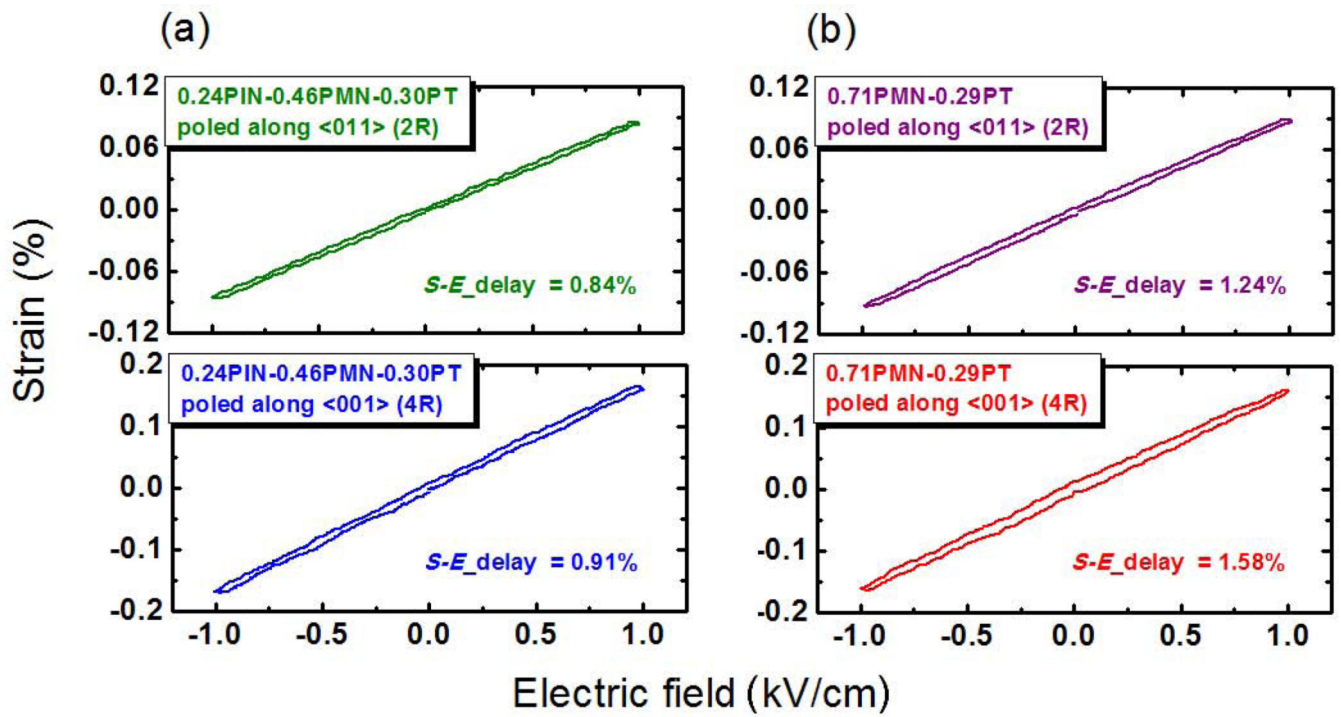 (a)
(b)
0.12
0.24PIN-0.46PMN-0.30PT
poled along <011> (2R)
0.06
0.00
-0.06
-0.12
S-E_delay = 0.84%
0.12
0.71PMN-0.29PT
poled along <011> (2R)
0.06
0.00
-0.06
-0.12
S-E_delay = 1.24%
Strain (%)
0.2
0.24PIN-0.46PMN-0.30PT
poled along <001> (4R)
0.1
0.0
-0.1
-0.2
S-E_delay = 0.91%
-1.0 -0.5 0.0 0.5 1.0
0.2
0.71PMN-0.29PT
poled along <001> (4R)
0.1
0.0
-0.1
-0.2
S-E_delay = 1.58%
-1.0 -0.5 0.0 0.5 1.0
Electric field (kV/cm)